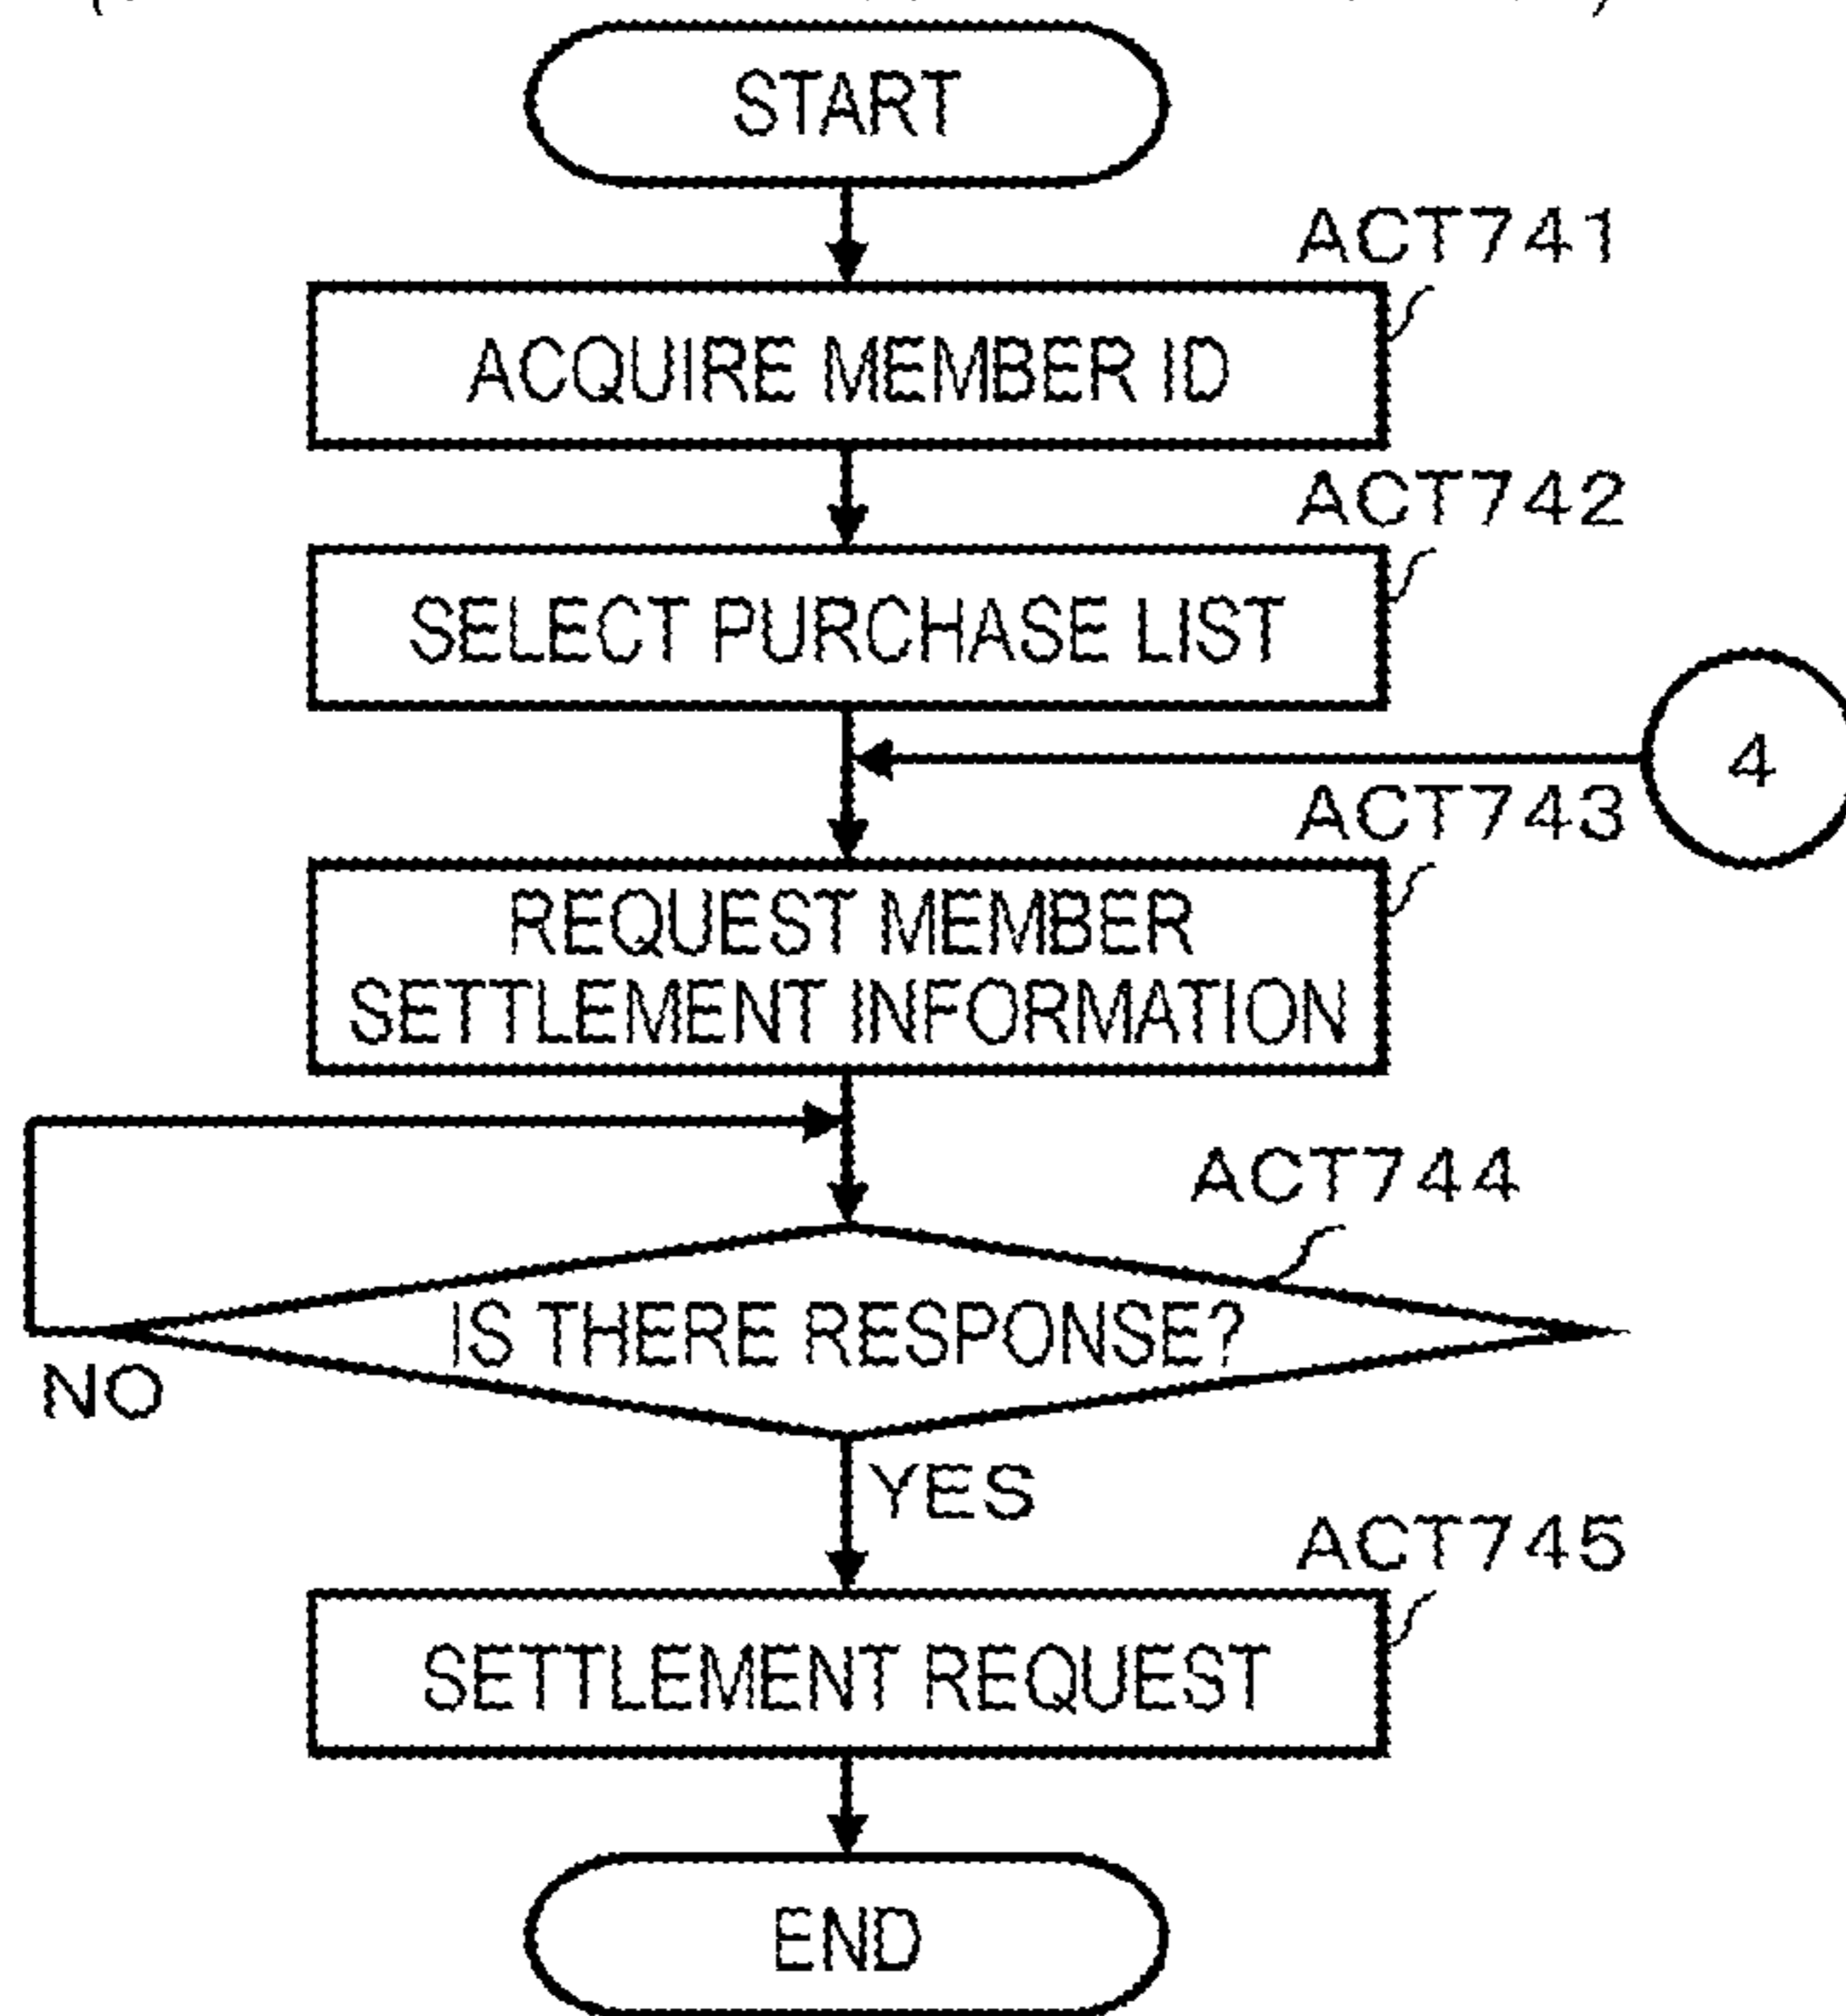 START
ACT741
ACQUIRE MEMBER ID
ACT742
SELECT PURCHASE LIST
4
ACT743
REQUEST MEMBER
SETTLEMENT INFORMATION
ACT744
IS THERE RESPONSE?
NO
YES
ACT745
SETTLEMENT REQUEST
END